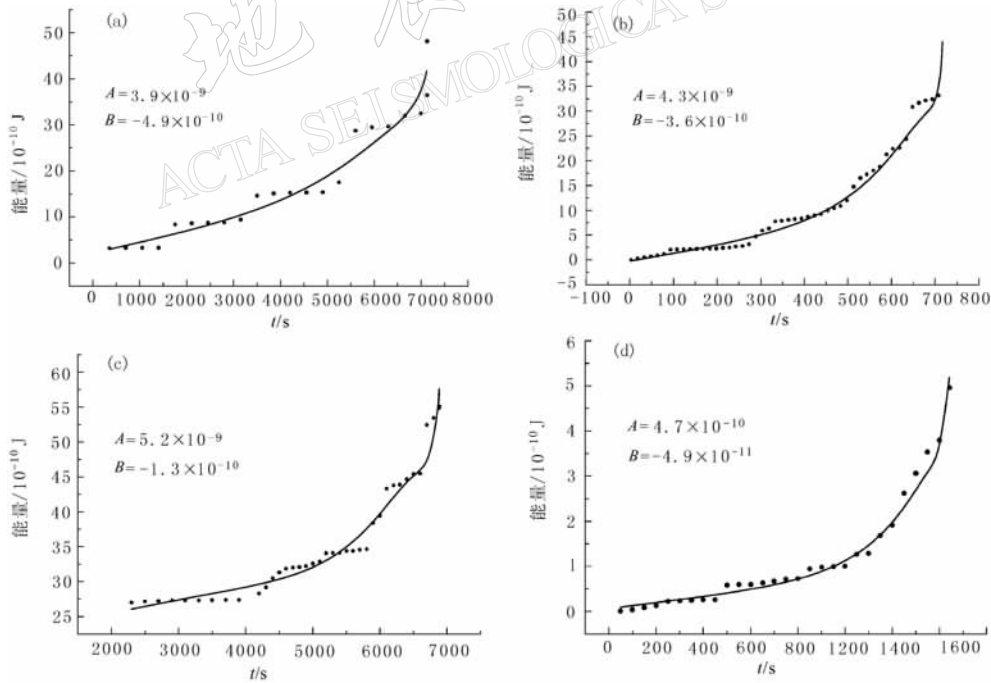 地震
ACTA SEISMOLOGICA S
(a)
A=3.9×10⁻⁹
B=-4.9×10⁻¹⁰
能量/10⁻¹⁰ J
50
40
30
20
10
0
0 1000 2000 3000 4000 5000 6000 7000 8000
t/s
(b)
A=4.3×10⁻⁹
B=-3.6×10⁻¹⁰
能量/10⁻¹⁰ J
50
45
40
35
30
25
20
15
10
5
0
-5
-100 0 100 200 300 400 500 600 700 800
t/s
(c)
A=5.2×10⁻⁹
B=-1.3×10⁻¹⁰
能量/10⁻¹⁰ J
60
55
50
45
40
35
30
25
2000 3000 4000 5000 6000 7000
t/s
(d)
A=4.7×10⁻¹⁰
B=-4.9×10⁻¹¹
能量/10⁻¹⁰ J
6
5
4
3
2
1
0
0 200 400 600 800 1000 1200 1400 1600
t/s